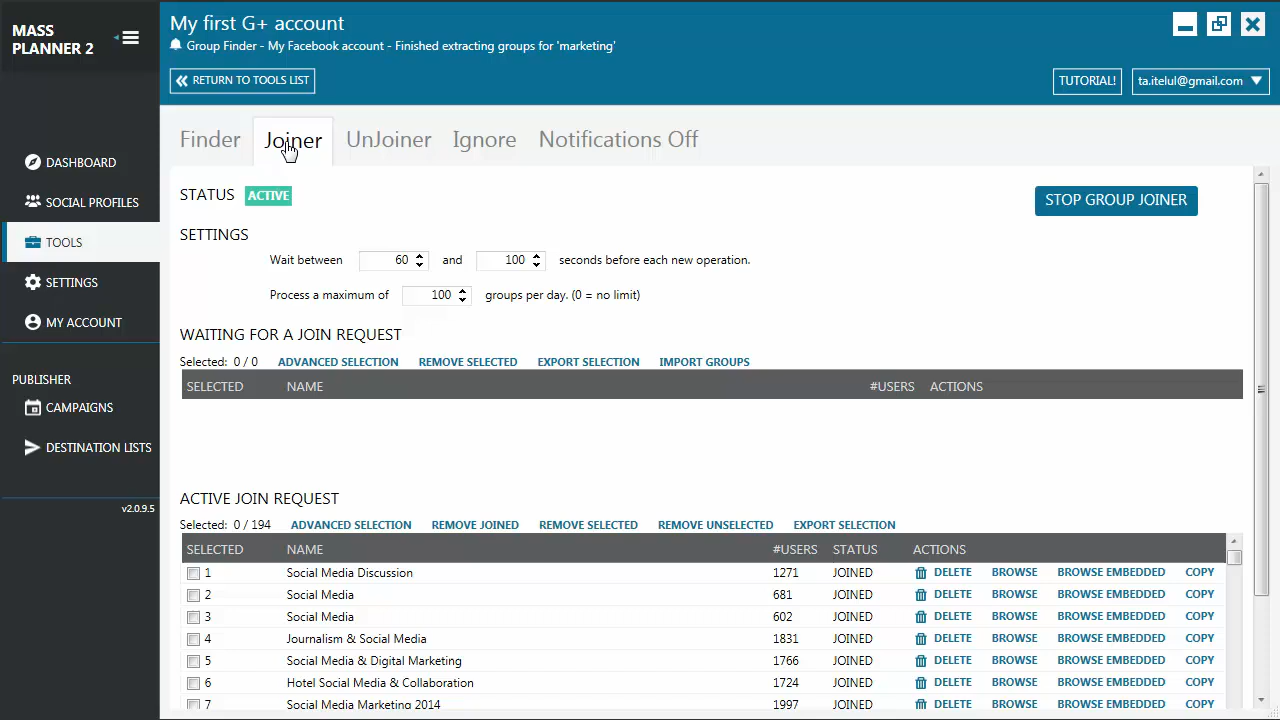 MASS
PLANNER 2
My first G+ account
Group Finder - My Facebook account - Finished extracting groups for 'marketing'
RETURN TO TOOLS LIST
TUTORIAL!
ta.itelul@gmail.com
DASHBOARD
SOCIAL PROFILES
TOOLS
SETTINGS
MY ACCOUNT
PUBLISHER
CAMPAIGNS
DESTINATION LISTS
v2.0.9.5
Finder Joiner UnJoiner Ignore Notifications Off
STATUS ACTIVE
STOP GROUP JOINER
SETTINGS
Wait between 60 and 100 seconds before each new operation.
Process a maximum of 100 groups per day. (0 = no limit)
WAITING FOR A JOIN REQUEST
Selected: 0 / 0 ADVANCED SELECTION REMOVE SELECTED EXPORT SELECTION IMPORT GROUPS
SELECTED NAME #USERS ACTIONS
ACTIVE JOIN REQUEST
Selected: 0 / 194 ADVANCED SELECTION REMOVE JOINED REMOVE SELECTED REMOVE UNSELECTED EXPORT SELECTION
SELECTED NAME #USERS STATUS ACTIONS
1 Social Media Discussion 1271 JOINED DELETE BROWSE BROWSE EMBEDDED COPY
2 Social Media 681 JOINED DELETE BROWSE BROWSE EMBEDDED COPY
3 Social Media 602 JOINED DELETE BROWSE BROWSE EMBEDDED COPY
4 Journalism & Social Media 1831 JOINED DELETE BROWSE BROWSE EMBEDDED COPY
5 Social Media & Digital Marketing 1766 JOINED DELETE BROWSE BROWSE EMBEDDED COPY
6 Hotel Social Media & Collaboration 1724 JOINED DELETE BROWSE BROWSE EMBEDDED COPY
7 Social Media Marketing 2014 1997 JOINED DELETE BROWSE BROWSE EMBEDDED COPY